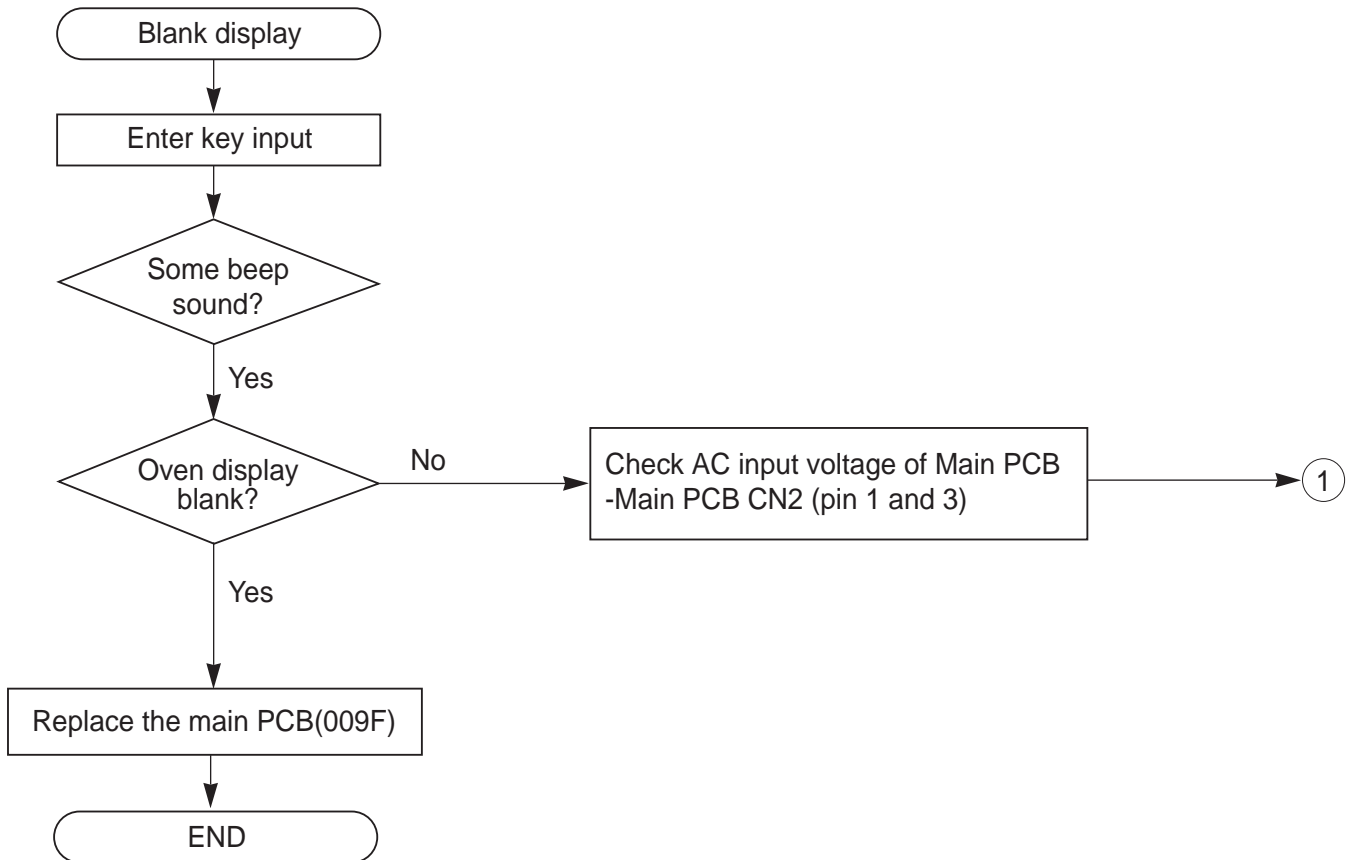 Blank display
Enter key input
Some beep
sound?
Yes
Oven display
blank?
No
Check AC input voltage of Main PCB
-Main PCB CN2 (pin 1 and 3)
1
Yes
Replace the main PCB(009F)
END